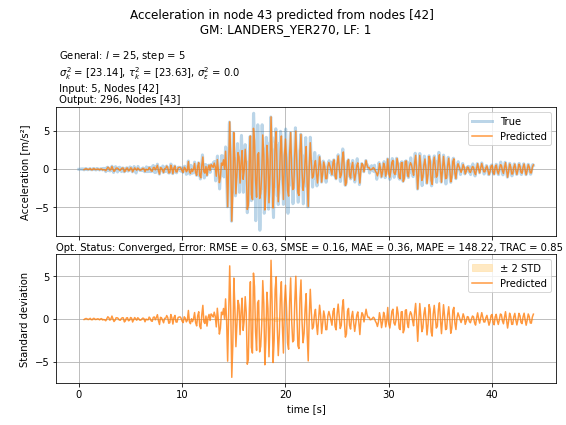 Acceleration in node 43 predicted from nodes [42]
GM: LANDERS_YER270, LF: 1
General: l = 25, step = 5
σ²ₖ = [23.14], τ²ₖ = [23.63], σ²ε = 0.0
Input: 5, Nodes [42]
Output: 296, Nodes [43]
5
0
−5
Acceleration [m/s²]
True
Predicted
Opt. Status: Converged, Error: RMSE = 0.63, SMSE = 0.16, MAE = 0.36, MAPE = 148.22, TRAC = 0.85
5
0
−5
Standard deviation
± 2 STD
Predicted
0 10 20 30 40
time [s]